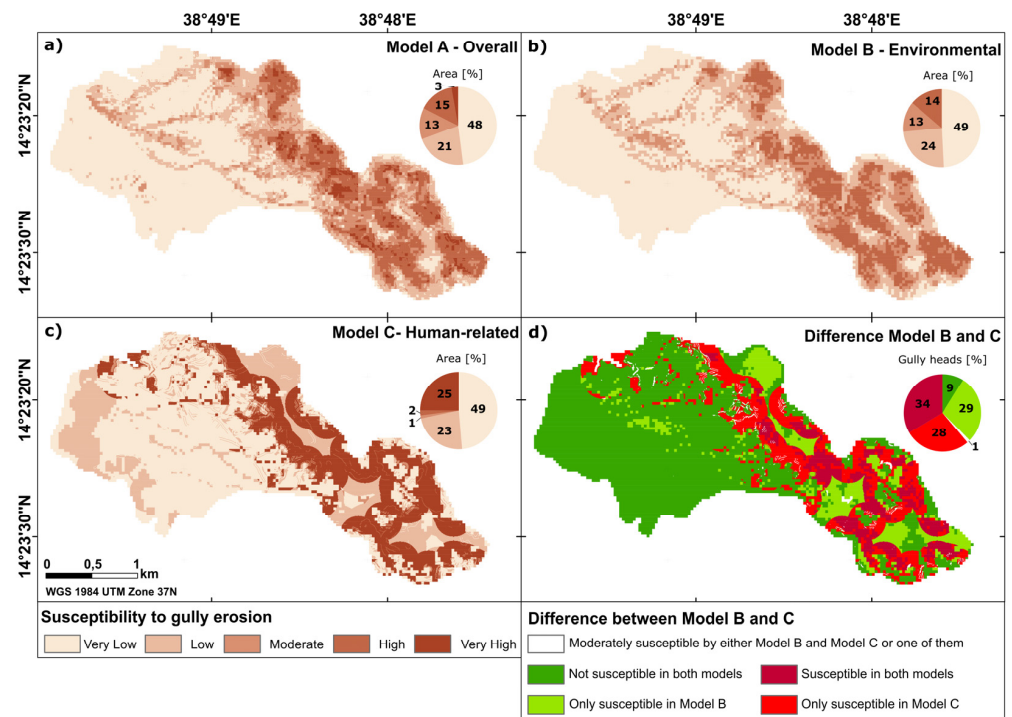 38°49'E 38°48'E 38°49'E 38°48'E
a) Model A - Overall
Area [%]
3
15
13
48
21
b) Model B - Environmental
Area [%]
14
13
49
24
14°23'20"N
14°23'30"N
c) Model C- Human-related
Area [%]
25
2
1
49
23
d) Difference Model B and C
Gully heads [%]
9
34
29
28
1
14°23'20"N
14°23'30"N
0 0,5 1
km
WGS 1984 UTM Zone 37N
Susceptibility to gully erosion
Very Low Low Moderate High Very High
Difference between Model B and C
Moderately susceptible by either Model B and Model C or one of them
Not susceptible in both models Susceptible in both models
Only susceptible in Model B Only susceptible in Model C